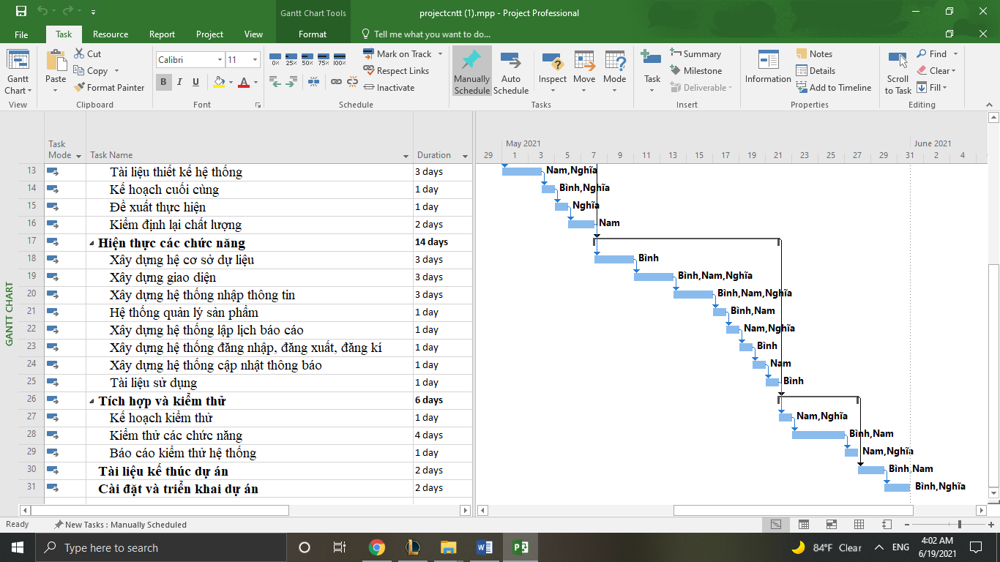 Gantt Chart Tools
projectcntt (1).mpp - Project Professional
File Task Resource Report Project View Format Tell me what you want to do...
Gantt Chart
View
Paste
Cut
Copy
Format Painter
Clipboard
Calibri 11
B I U A
Font
0% 25% 50% 75% 100%
Mark on Track
Respect Links
Inactivate
Schedule
Manually Schedule
Auto Schedule
Inspect
Move
Mode
Tasks
Task
Summary
Milestone
Deliverable
Insert
Information
Notes
Details
Add to Timeline
Properties
Scroll to Task
Find
Clear
Fill
Editing
GANTT CHART
Task Mode Task Name Duration
May 2021 June 2021
29 1 3 5 7 9 11 13 15 17 19 21 23 25 27 29 31 2 4
13 Tài liệu thiết kế hệ thống 3 days Nam,Nghĩa
14 Kế hoạch cuối cùng 1 day Bình,Nghĩa
15 Đề xuất thực hiện 1 day Nghĩa
16 Kiểm định lại chất lượng 2 days Nam
17 Hiện thực các chức năng 14 days
18 Xây dựng hệ cơ sở dự liệu 3 days Bình
19 Xây dựng giao diện 3 days Bình,Nam,Nghĩa
20 Xây dựng hệ thống nhập thông tin 3 days Bình,Nam,Nghĩa
21 Hệ thống quản lý sản phẩm 1 day Bình,Nam
22 Xây dựng hệ thống lập lịch báo cáo 1 day Nam,Nghĩa
23 Xây dựng hệ thống đăng nhập, đăng xuất, đăng kí 1 day Bình
24 Xây dựng hệ thống cập nhật thông báo 1 day Nam
25 Tài liệu sử dụng 1 day Bình
26 Tích hợp và kiểm thử 6 days
27 Kế hoạch kiểm thử 1 day Nam,Nghĩa
28 Kiểm thử các chức năng 4 days Bình,Nam
29 Báo cáo kiểm thử hệ thống 1 day Nam,Nghĩa
30 Tài liệu kế thúc dự án 2 days Bình,Nam
31 Cài đặt và triển khai dự án 2 days Bình,Nghĩa
Ready New Tasks : Manually Scheduled
Type here to search
84°F Clear ENG 4:02 AM
6/19/2021